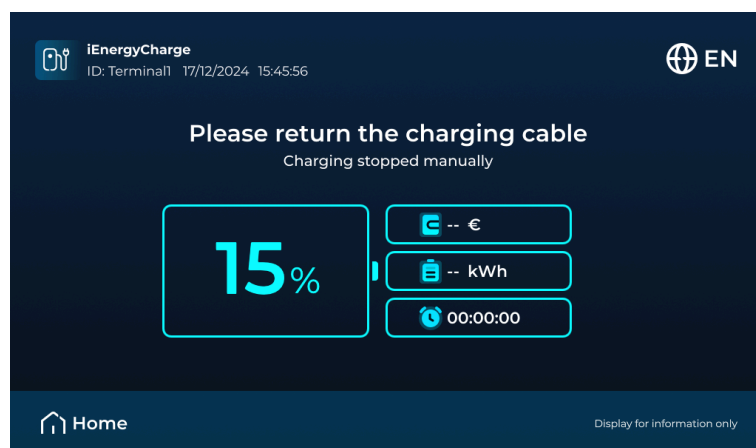 iEnergyCharge
ID: Terminal1 17/12/2024 15:45:56
EN
Please return the charging cable
Charging stopped manually
15%
-- €
-- kWh
00:00:00
Home
Display for information only